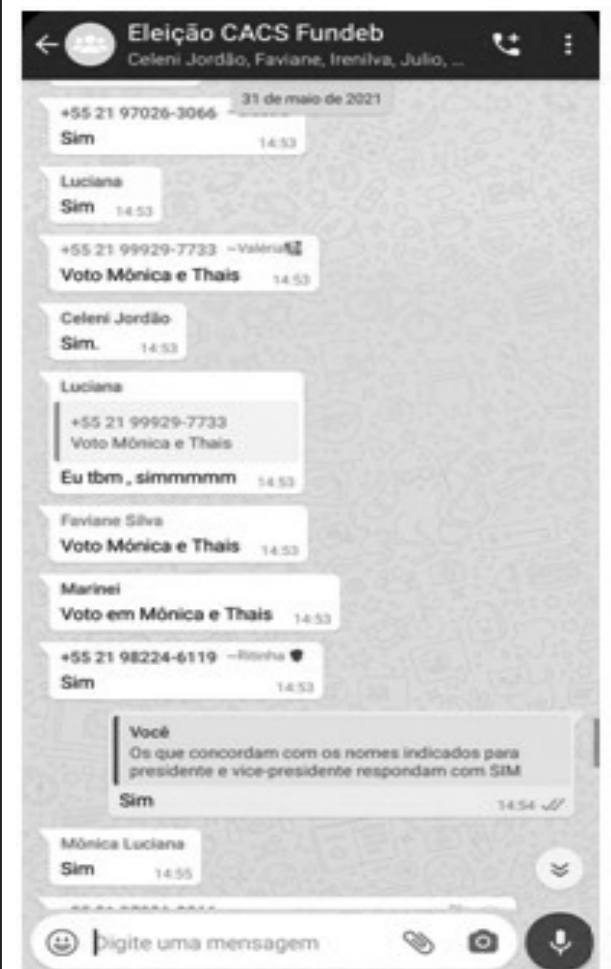 Eleição CACS Fundeb
Celeni Jordão, Faviane, Irenilva, Julio, ...
31 de maio de 2021
+55 21 97026-3066
Sim 14:53
Luciana
Sim 14:53
+55 21 99929-7733 ~Valéria
Voto Mônica e Thais 14:53
Celeni Jordão
Sim. 14:53
Luciana
+55 21 99929-7733
Voto Mônica e Thais
Eu tbm , simmmmm 14:53
Faviane Silva
Voto Mônica e Thais 14:53
Marinei
Voto em Mônica e Thais 14:53
+55 21 98224-6119 ~Ritinha
Sim 14:53
Você
Os que concordam com os nomes indicados para
presidente e vice-presidente respondam com SIM
Sim 14:54
Mônica Luciana
Sim 14:55
Digite uma mensagem